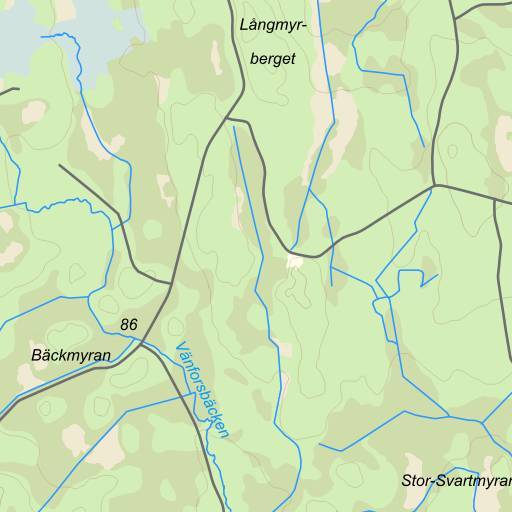 Långmyr-
berget
86
Bäckmyran
Vänforsbäcken
Stor-Svartmyran